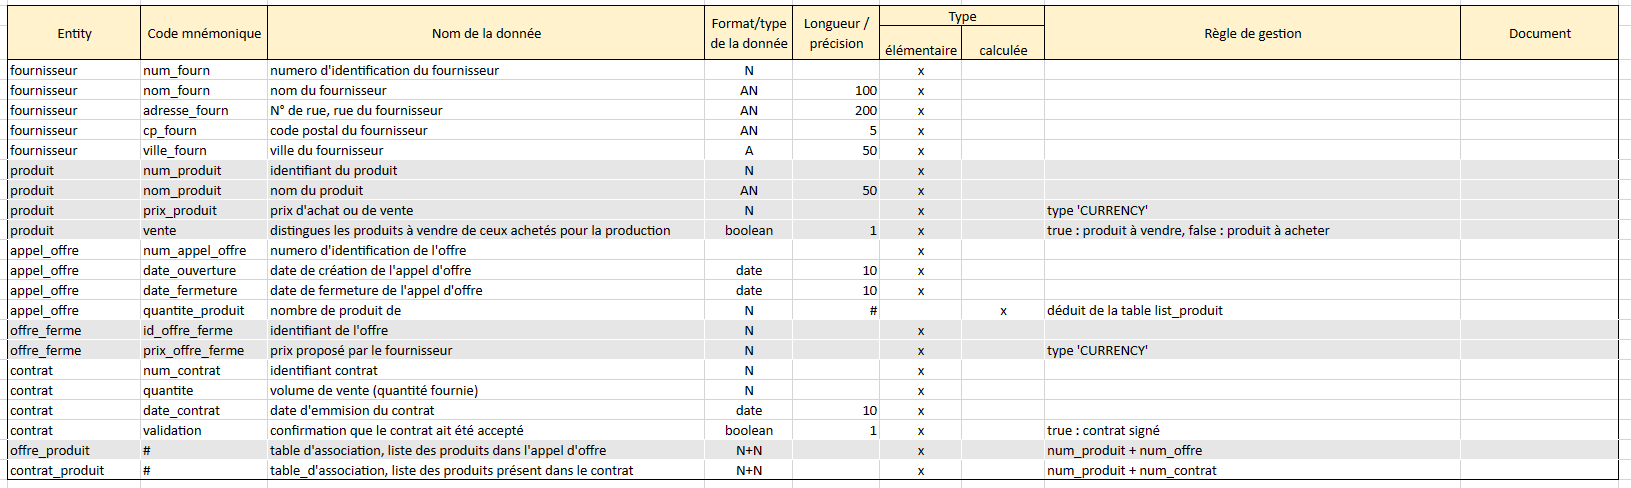 Entity Code mnémonique Nom de la donnée Format/type de la donnée Longueur / précision Type élémentaire calculée Règle de gestion Document
fournisseur num_fourn numero d'identification du fournisseur N x
fournisseur nom_fourn nom du fournisseur AN 100 x
fournisseur adresse_fourn N° de rue, rue du fournisseur AN 200 x
fournisseur cp_fourn code postal du fournisseur AN 5 x
fournisseur ville_fourn ville du fournisseur A 50 x
produit num_produit identifiant du produit N x
produit nom_produit nom du produit AN 50 x
produit prix_produit prix d'achat ou de vente N x type 'CURRENCY'
produit vente distingues les produits à vendre de ceux achetés pour la production boolean 1 x true : produit à vendre, false : produit à acheter
appel_offre num_appel_offre numero d'identification de l'offre x
appel_offre date_ouverture date de création de l'appel d'offre date 10 x
appel_offre date_fermeture date de fermeture de l'appel d'offre date 10 x
appel_offre quantite_produit nombre de produit de N # x déduit de la table list_produit
offre_ferme id_offre_ferme identifiant de l'offre N x
offre_ferme prix_offre_ferme prix proposé par le fournisseur N x type 'CURRENCY'
contrat num_contrat identifiant contrat N x
contrat quantite volume de vente (quantité fournie) N x
contrat date_contrat date d'emmision du contrat date 10 x
contrat validation confirmation que le contrat ait été accepté boolean 1 x true : contrat signé
offre_produit # table d'association, liste des produits dans l'appel d'offre N+N x num_produit + num_offre
contrat_produit # table_d'association, liste des produits présent dans le contrat N+N x num_produit + num_contrat